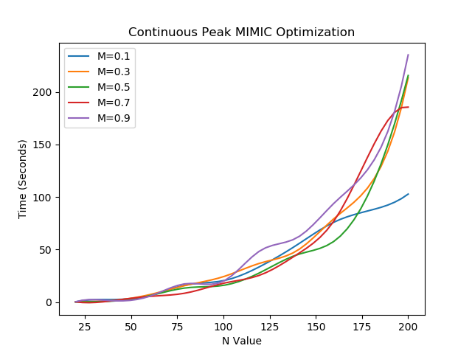 Continuous Peak MIMIC Optimization
M=0.1
M=0.3
M=0.5
M=0.7
M=0.9
Time (Seconds)
200
150
100
50
0
25 50 75 100 125 150 175 200
N Value